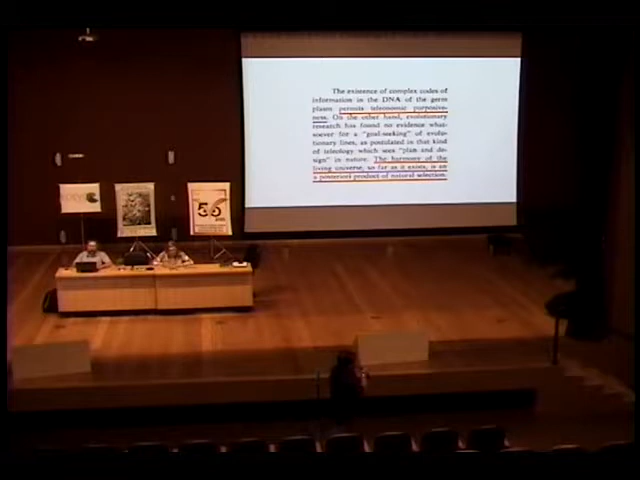 The existence of complex codes of
information in the DNA of the germ
plasm permits teleonomic purposive-
ness. On the other hand, evolutionary
research has found no evidence what-
soever for a "goal-seeking" of evolu-
tionary lines, as postulated in that kind
of teleology which sees "plan and de-
sign" in nature. The harmony of the
living universe, so far as it exists, is an
a posteriori product of natural selection.
56